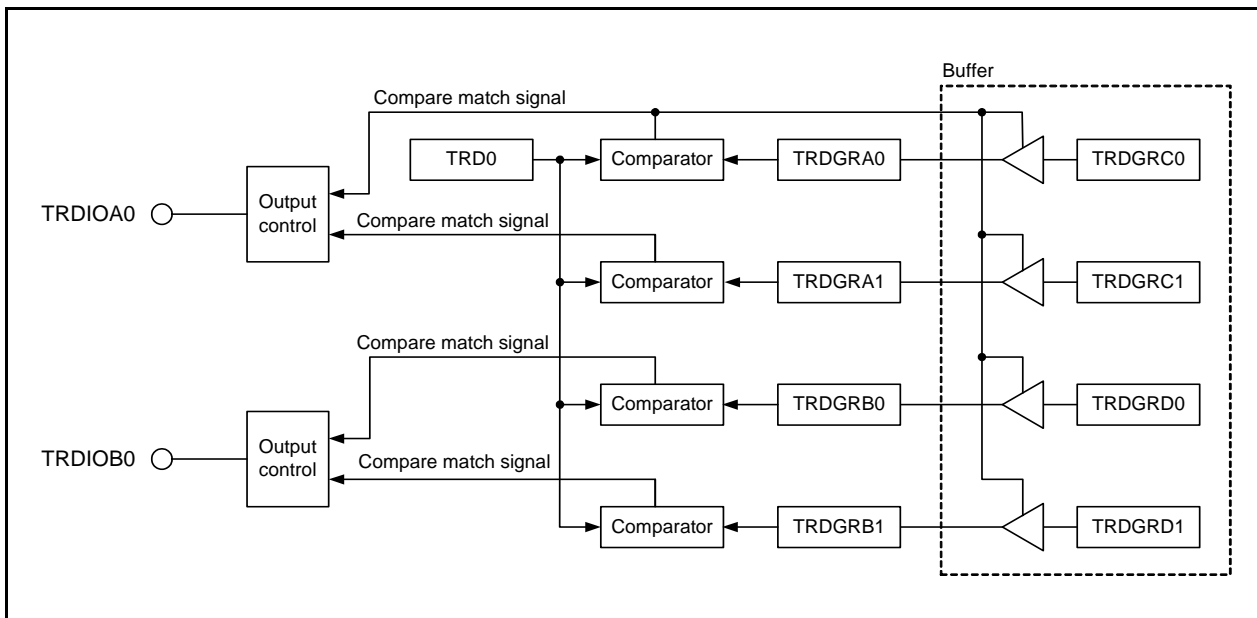 Buffer
Compare match signal
TRD0
Comparator
TRDGRA0
TRDGRC0
TRDIOA0
Output
control
Compare match signal
Comparator
TRDGRA1
TRDGRC1
Compare match signal
Comparator
TRDGRB0
TRDGRD0
TRDIOB0
Output
control
Compare match signal
Comparator
TRDGRB1
TRDGRD1